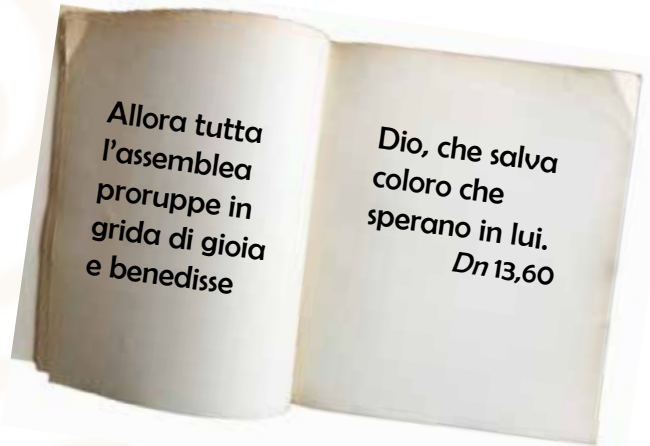 Allora tutta
l'assemblea
proruppe in
grida di gioia
e benedisse
Dio, che salva
coloro che
sperano in lui.
Dn 13,60